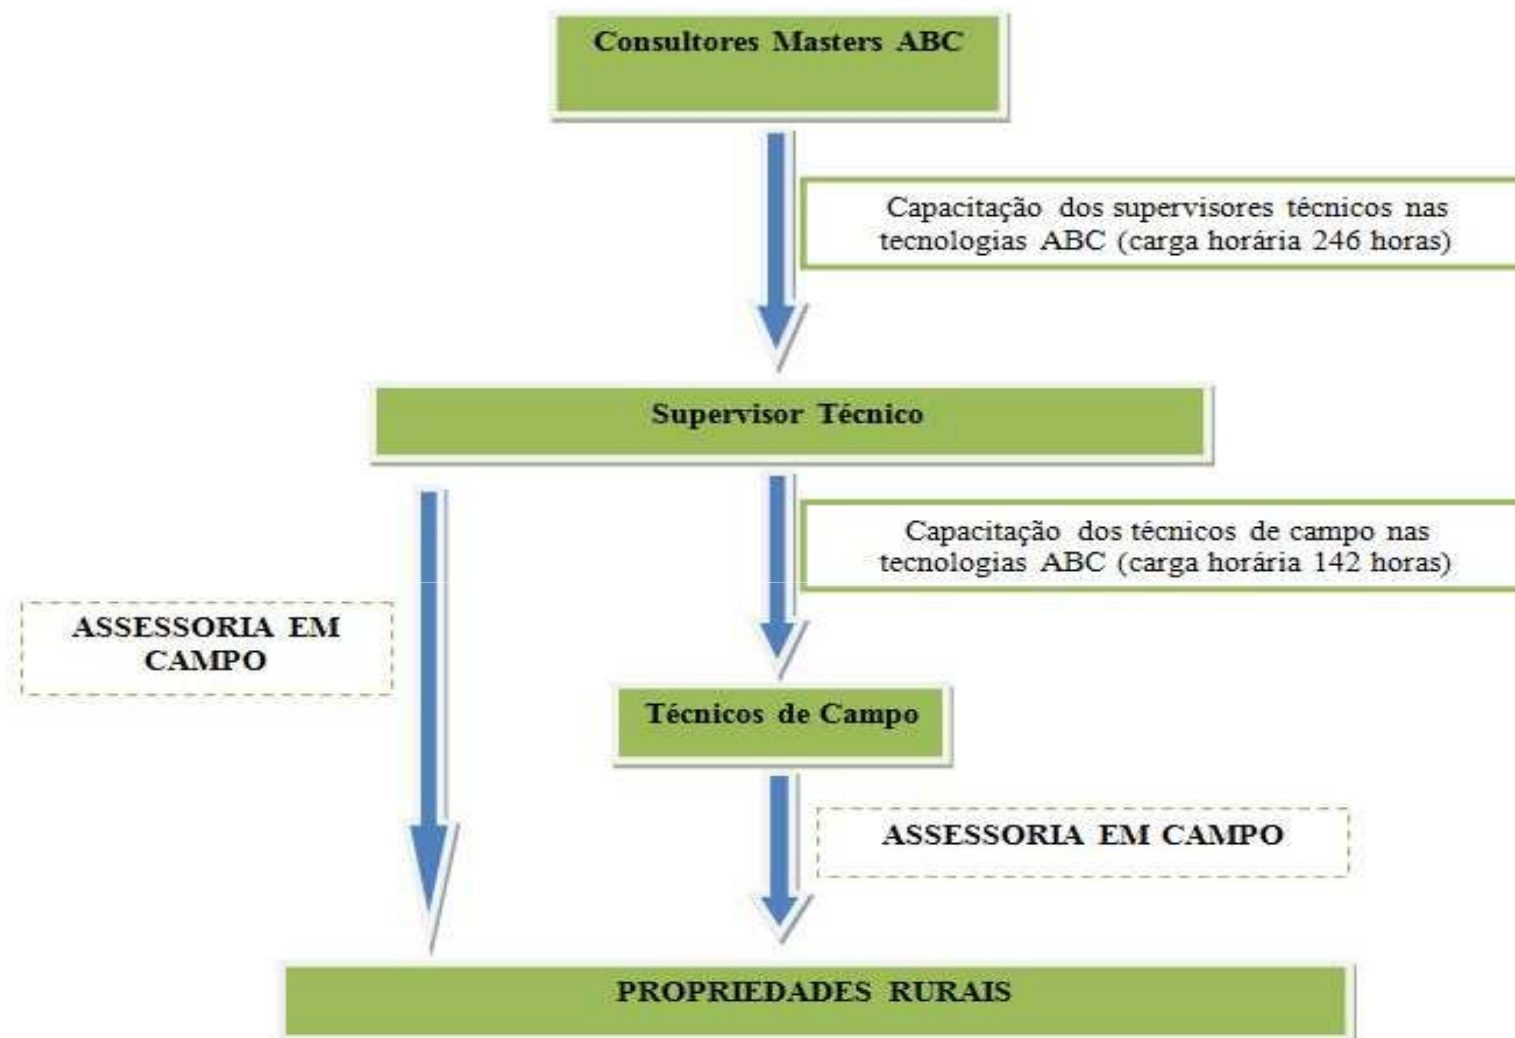 Consultores Masters ABC
Capacitação dos supervisores técnicos nas
tecnologias ABC (carga horária 246 horas)
Supervisor Técnico
Capacitação dos técnicos de campo nas
tecnologias ABC (carga horária 142 horas)
ASSESSORIA EM
CAMPO
Técnicos de Campo
ASSESSORIA EM CAMPO
PROPRIEDADES RURAIS